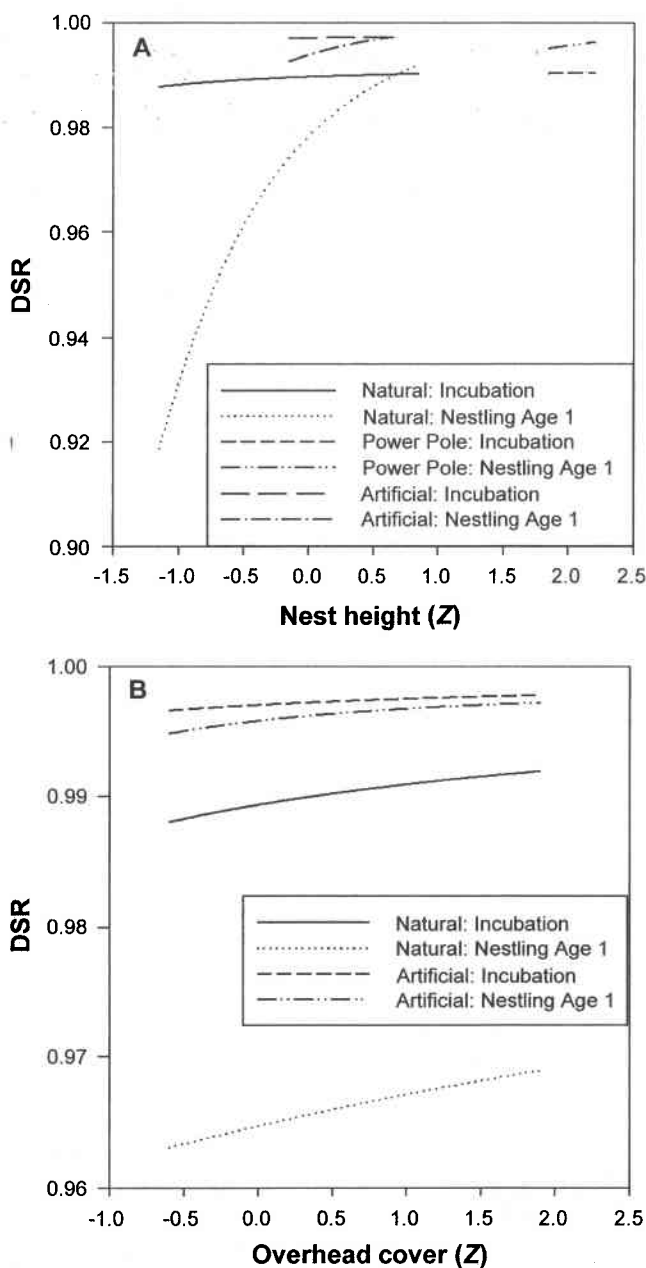 A
1.00
0.98
0.96
0.94
0.92
0.90
DSR
Natural: Incubation
Natural: Nestling Age 1
Power Pole: Incubation
Power Pole: Nestling Age 1
Artificial: Incubation
Artificial: Nestling Age 1
-1.5 -1.0 -0.5 0.0 0.5 1.0 1.5 2.0 2.5
Nest height (Z)
B
1.00
0.99
0.98
0.97
0.96
DSR
Natural: Incubation
Natural: Nestling Age 1
Artificial: Incubation
Artificial: Nestling Age 1
-1.0 -0.5 0.0 0.5 1.0 1.5 2.0 2.5
Overhead cover (Z)